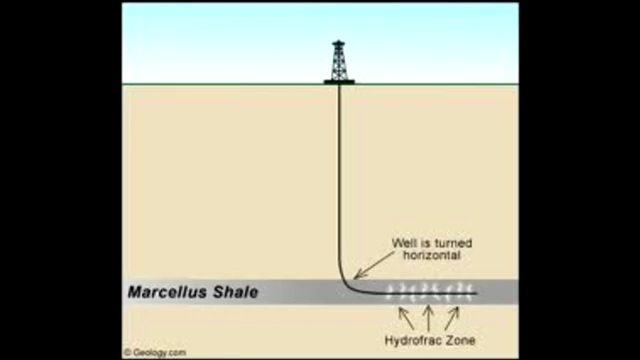 Well is turned
horizontal
Marcellus Shale
Hydrofrac Zone
© Geology.com